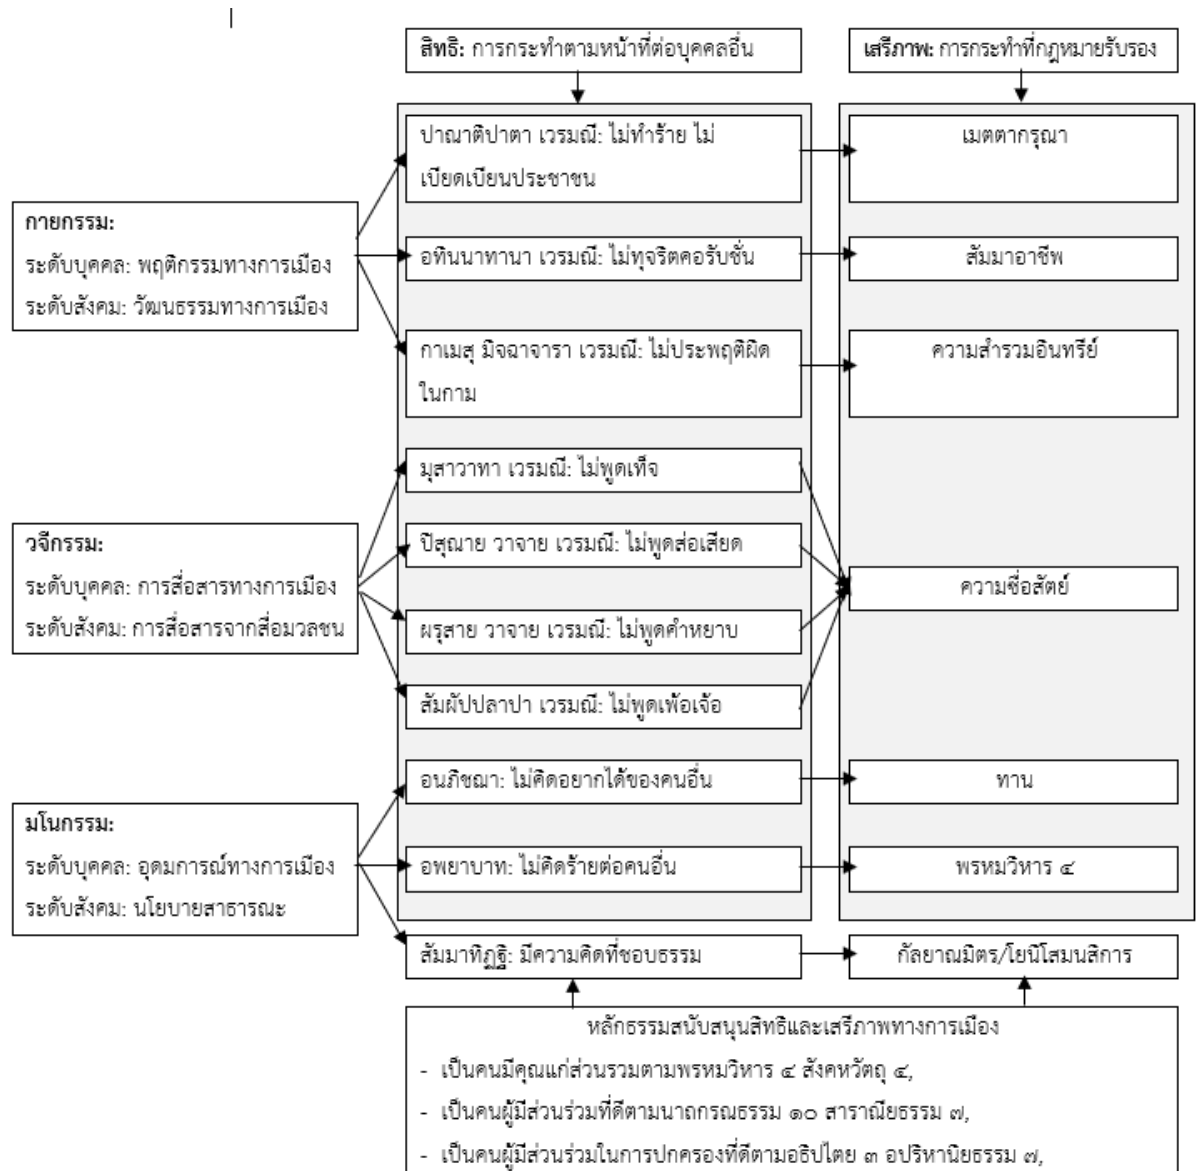 สิทธิ: การกระทำตามหน้าที่ต่อบุคคลอื่น
เสรีภาพ: การกระทำที่กฎหมายรับรอง
ปาณาติปาตา เวรมณี: ไม่ทำร้าย ไม่
เบียดเบียนประชาชน
เมตตากรุณา
กายกรรม:
ระดับบุคคล: พฤติกรรมทางการเมือง
ระดับสังคม: วัฒนธรรมทางการเมือง
อทินนาทานา เวรมณี: ไม่ทุจริตคอรับชั่น
สัมมาอาชีพ
กาเมสุ มิจฉาจารา เวรมณี: ไม่ประพฤติผิด
ในกาม
ความสำรวมอินทรีย์
มุสาวาทา เวรมณี: ไม่พูดเท็จ
วจีกรรม:
ระดับบุคคล: การสื่อสารทางการเมือง
ระดับสังคม: การสื่อสารจากสื่อมวลชน
ปิสุณาย วาจาย เวรมณี: ไม่พูดส่อเสียด
ความซื่อสัตย์
ผรุสาย วาจาย เวรมณี: ไม่พูดคำหยาบ
สัมผัปปลาปา เวรมณี: ไม่พูดเพ้อเจ้อ
อนภิชฌา: ไม่คิดอยากได้ของคนอื่น
ทาน
มโนกรรม:
ระดับบุคคล: อุดมการณ์ทางการเมือง
ระดับสังคม: นโยบายสาธารณะ
อพยาบาท: ไม่คิดร้ายต่อคนอื่น
พรหมวิหาร ๔
สัมมาทิฏฐิ: มีความคิดที่ชอบธรรม
กัลยาณมิตร/โยนิโสมนสิการ
หลักธรรมสนับสนุนสิทธิและเสรีภาพทางการเมือง
- เป็นคนมีคุณแก่ส่วนรวมตามพรหมวิหาร ๔ สังคหวัตถุ ๔,
- เป็นคนผู้มีส่วนร่วมที่ดีตามนาถกรณธรรม ๑๐ สาราณียธรรม ๗,
- เป็นคนผู้มีส่วนร่วมในการปกครองที่ดีตามอธิปไตย ๓ อปริหานิยธรรม ๗,